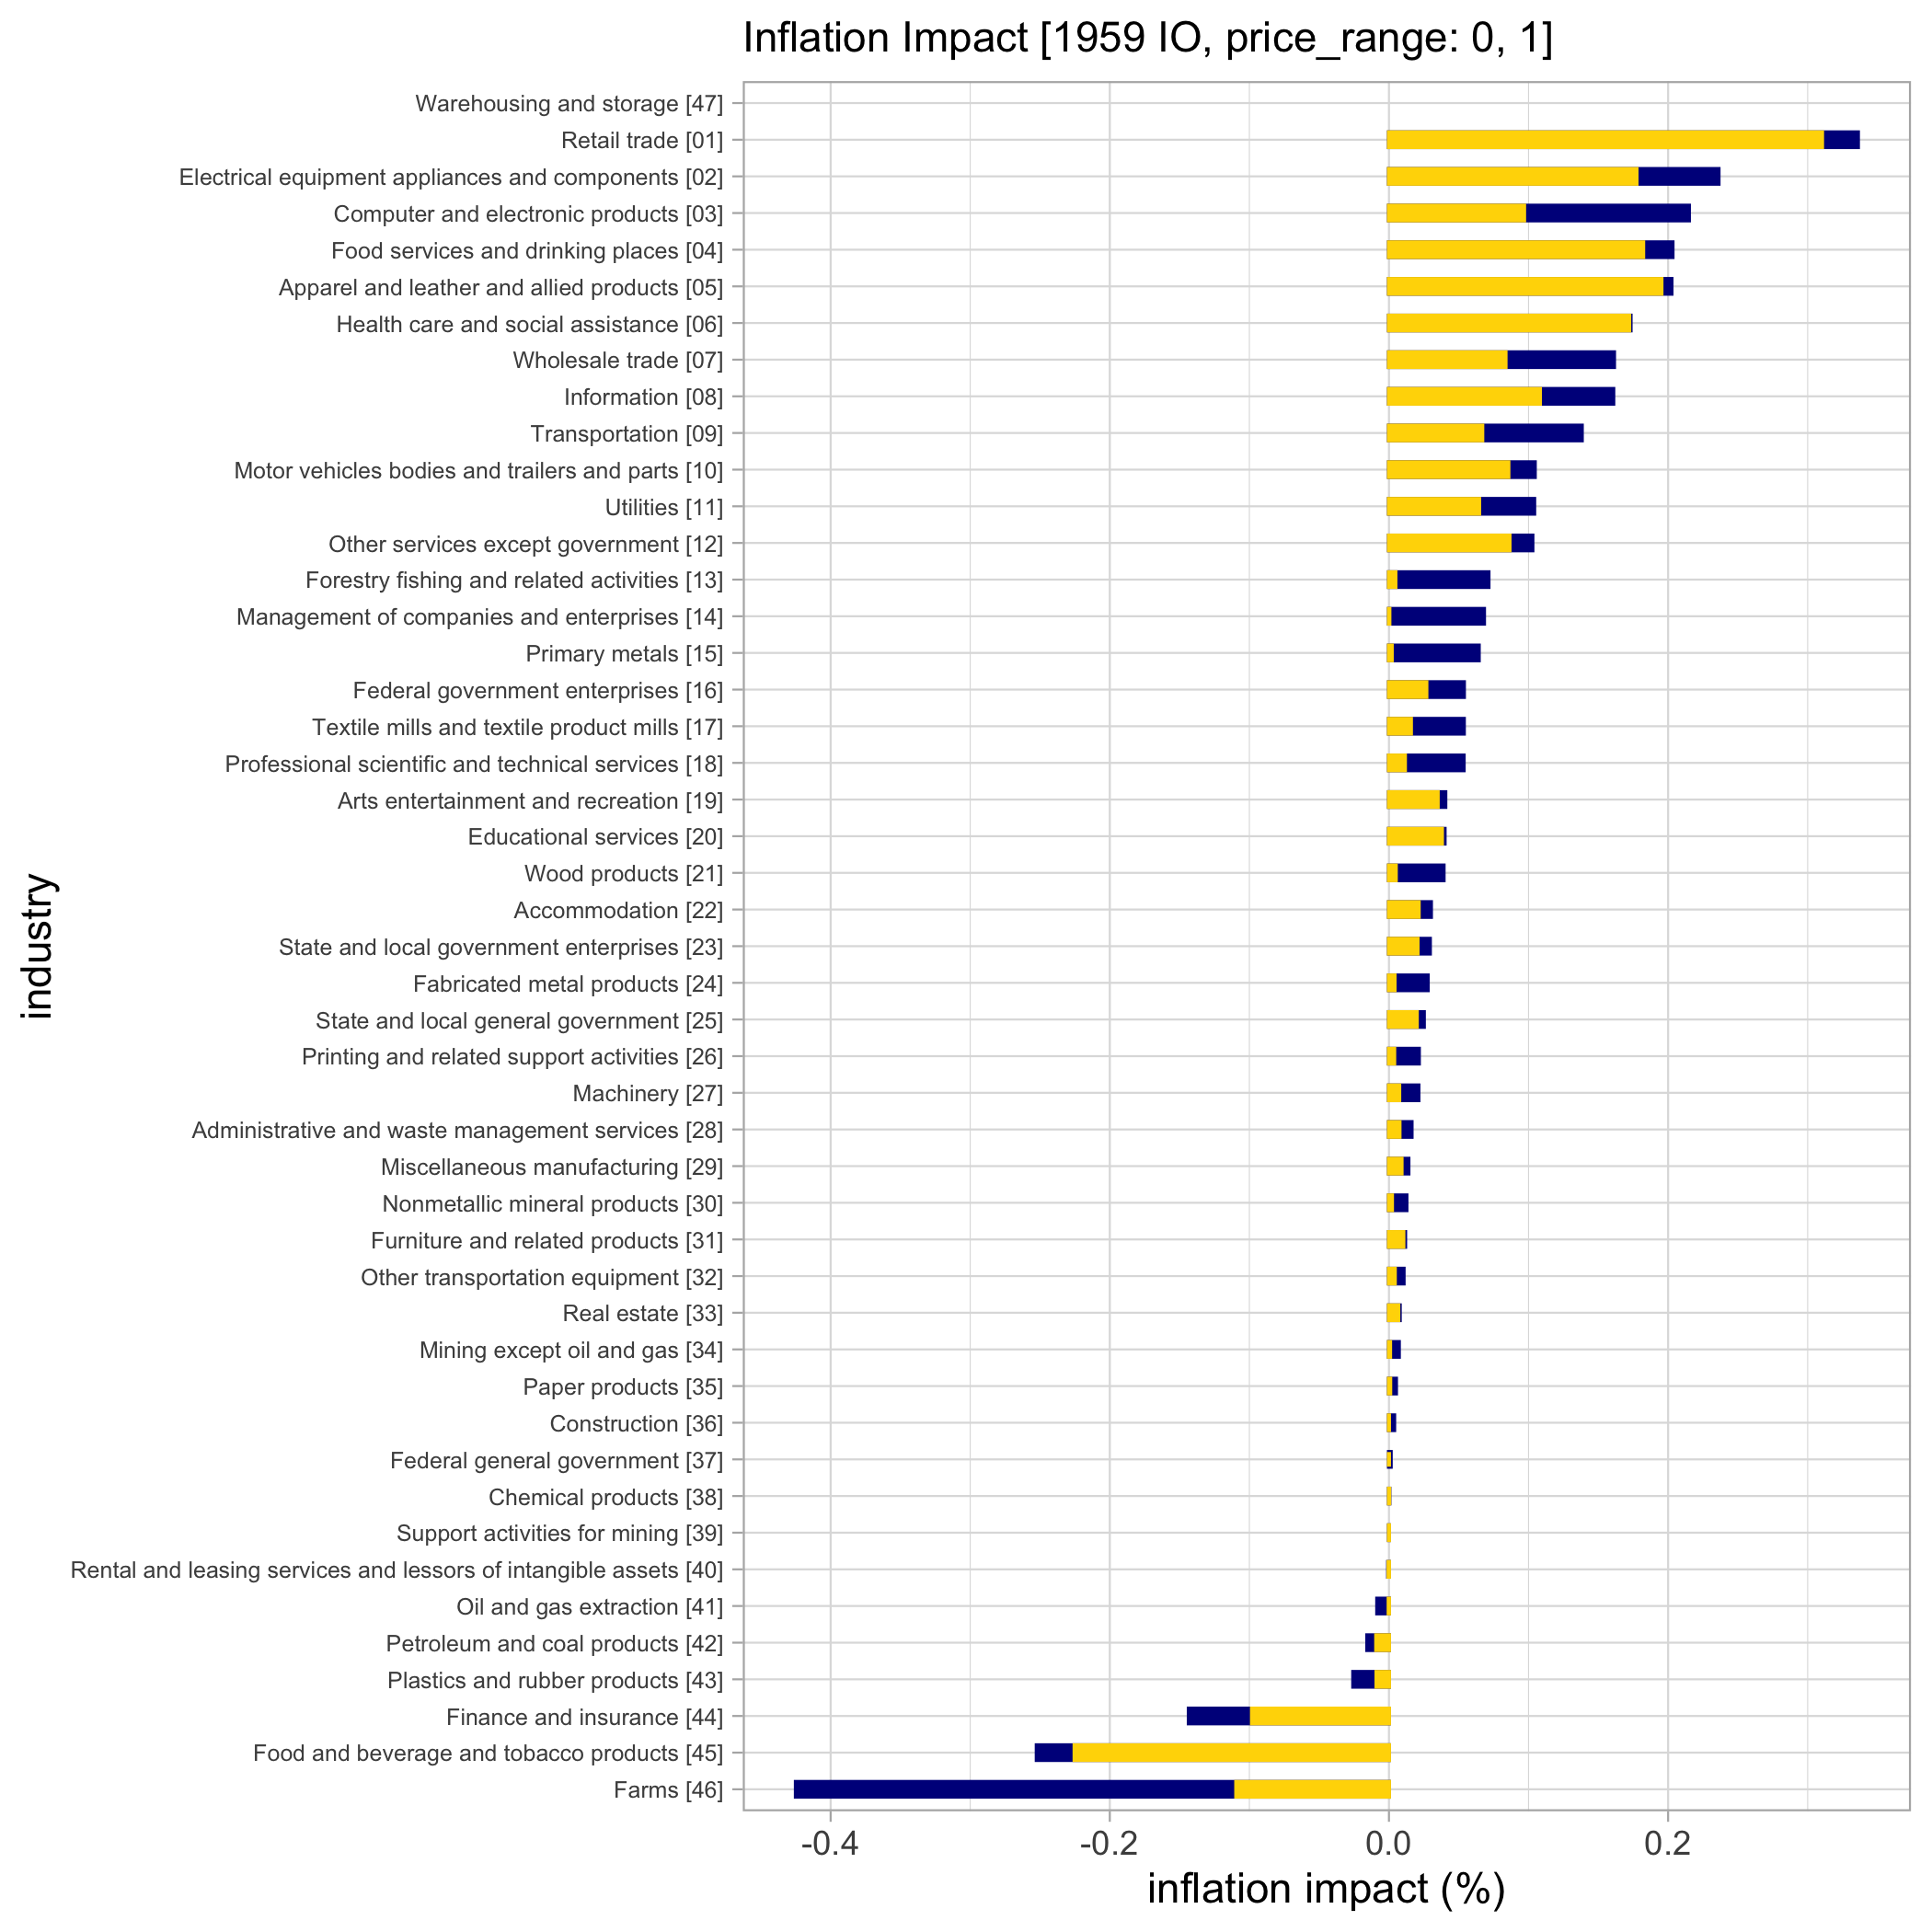 Inflation Impact [1959 IO, price_range: 0, 1]
Warehousing and storage [47]
Retail trade [01]
Electrical equipment appliances and components [02]
Computer and electronic products [03]
Food services and drinking places [04]
Apparel and leather and allied products [05]
Health care and social assistance [06]
Wholesale trade [07]
Information [08]
Transportation [09]
Motor vehicles bodies and trailers and parts [10]
Utilities [11]
Other services except government [12]
Forestry fishing and related activities [13]
Management of companies and enterprises [14]
Primary metals [15]
Federal government enterprises [16]
Textile mills and textile product mills [17]
Professional scientific and technical services [18]
Arts entertainment and recreation [19]
Educational services [20]
Wood products [21]
Accommodation [22]
State and local government enterprises [23]
Fabricated metal products [24]
State and local general government [25]
Printing and related support activities [26]
Machinery [27]
Administrative and waste management services [28]
Miscellaneous manufacturing [29]
Nonmetallic mineral products [30]
Furniture and related products [31]
Other transportation equipment [32]
Real estate [33]
Mining except oil and gas [34]
Paper products [35]
Construction [36]
Federal general government [37]
Chemical products [38]
Support activities for mining [39]
Rental and leasing services and lessors of intangible assets [40]
Oil and gas extraction [41]
Petroleum and coal products [42]
Plastics and rubber products [43]
Finance and insurance [44]
Food and beverage and tobacco products [45]
Farms [46]
industry
-0.4 -0.2 0.0 0.2
inflation impact (%)